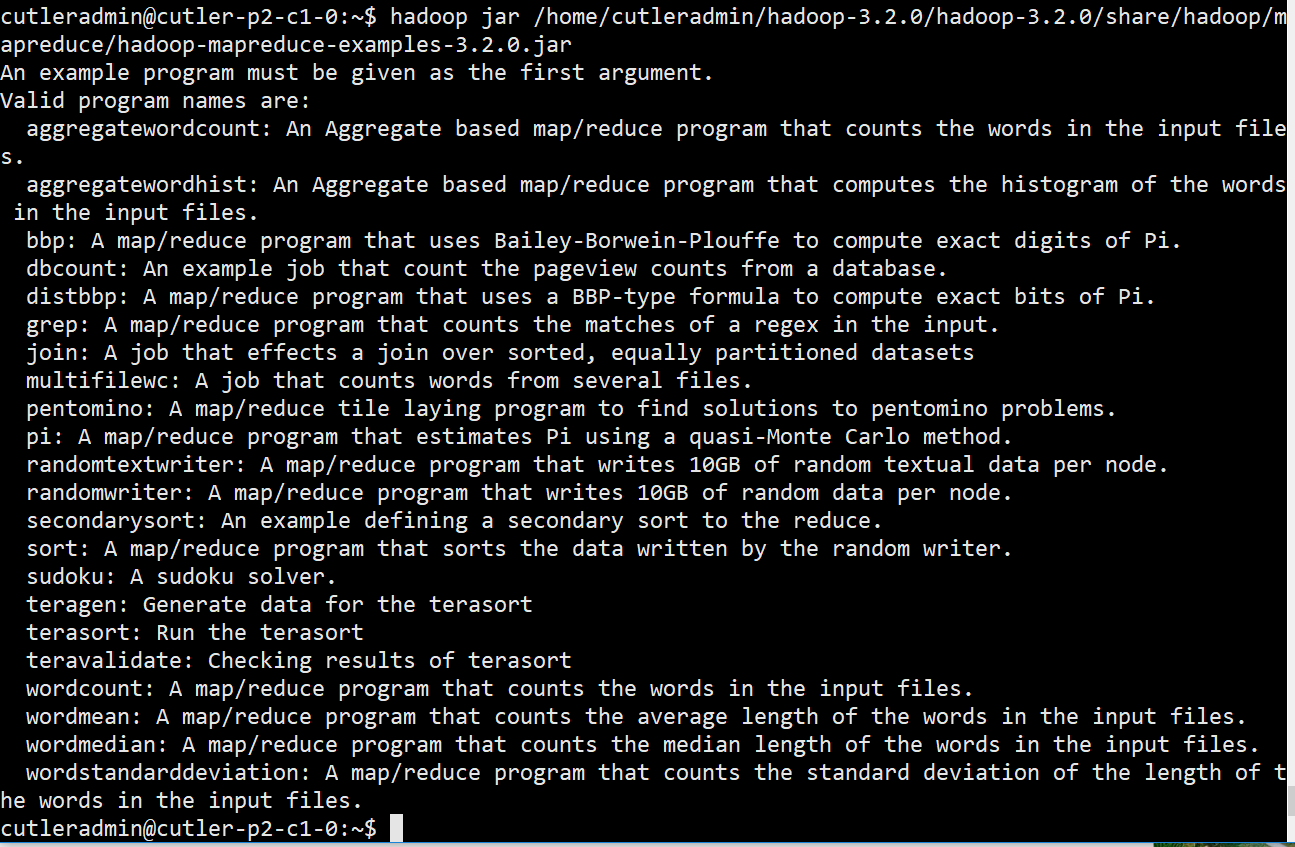 cutleradmin@cutler-p2-c1-0:~$ hadoop jar /home/cutleradmin/hadoop-3.2.0/hadoop-3.2.0/share/hadoop/m
apreduce/hadoop-mapreduce-examples-3.2.0.jar
An example program must be given as the first argument.
Valid program names are:
  aggregatewordcount: An Aggregate based map/reduce program that counts the words in the input file
s.
  aggregatewordhist: An Aggregate based map/reduce program that computes the histogram of the words
 in the input files.
  bbp: A map/reduce program that uses Bailey-Borwein-Plouffe to compute exact digits of Pi.
  dbcount: An example job that count the pageview counts from a database.
  distbbp: A map/reduce program that uses a BBP-type formula to compute exact bits of Pi.
  grep: A map/reduce program that counts the matches of a regex in the input.
  join: A job that effects a join over sorted, equally partitioned datasets
  multifilewc: A job that counts words from several files.
  pentomino: A map/reduce tile laying program to find solutions to pentomino problems.
  pi: A map/reduce program that estimates Pi using a quasi-Monte Carlo method.
  randomtextwriter: A map/reduce program that writes 10GB of random textual data per node.
  randomwriter: A map/reduce program that writes 10GB of random data per node.
  secondarysort: An example defining a secondary sort to the reduce.
  sort: A map/reduce program that sorts the data written by the random writer.
  sudoku: A sudoku solver.
  teragen: Generate data for the terasort
  terasort: Run the terasort
  teravalidate: Checking results of terasort
  wordcount: A map/reduce program that counts the words in the input files.
  wordmean: A map/reduce program that counts the average length of the words in the input files.
  wordmedian: A map/reduce program that counts the median length of the words in the input files.
  wordstandarddeviation: A map/reduce program that counts the standard deviation of the length of t
he words in the input files.
cutleradmin@cutler-p2-c1-0:~$